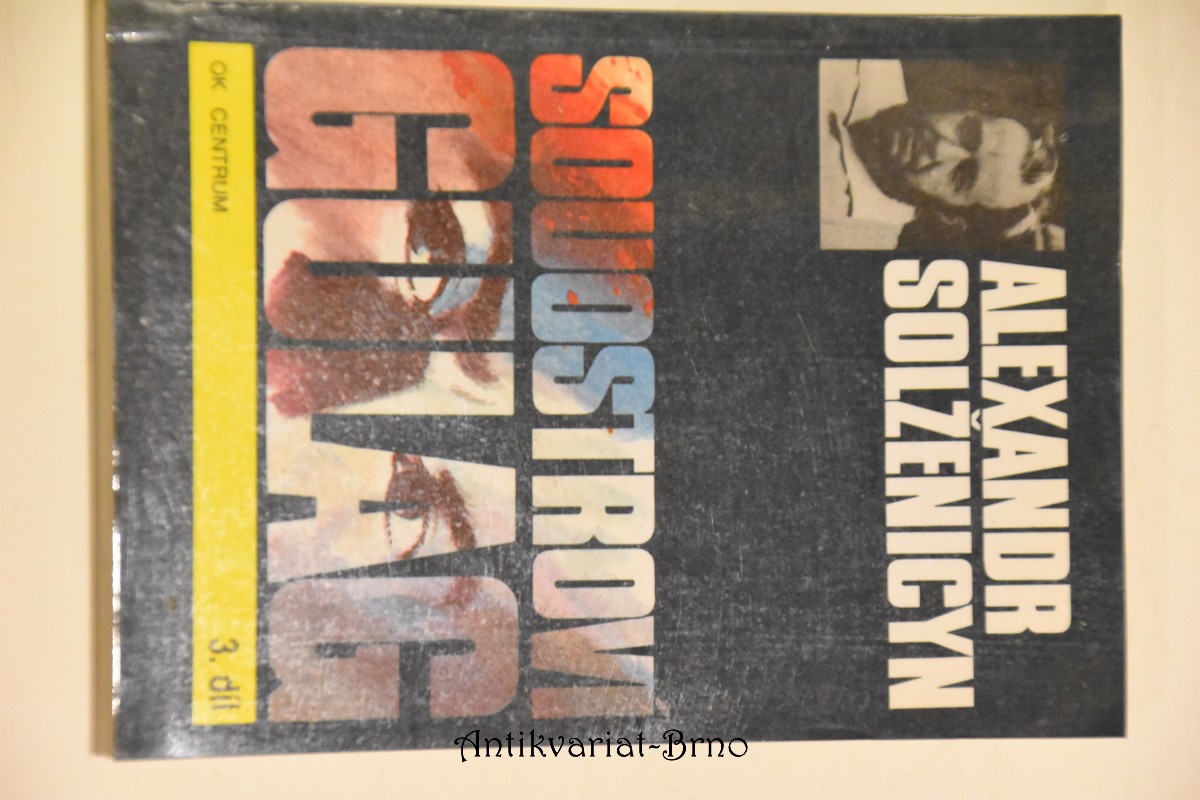 ALEXANDR
SOLŽENICYN
SOUOSTROVÍ
GULAG
OK CENTRUM 3. díl
Antikvariat-Brno